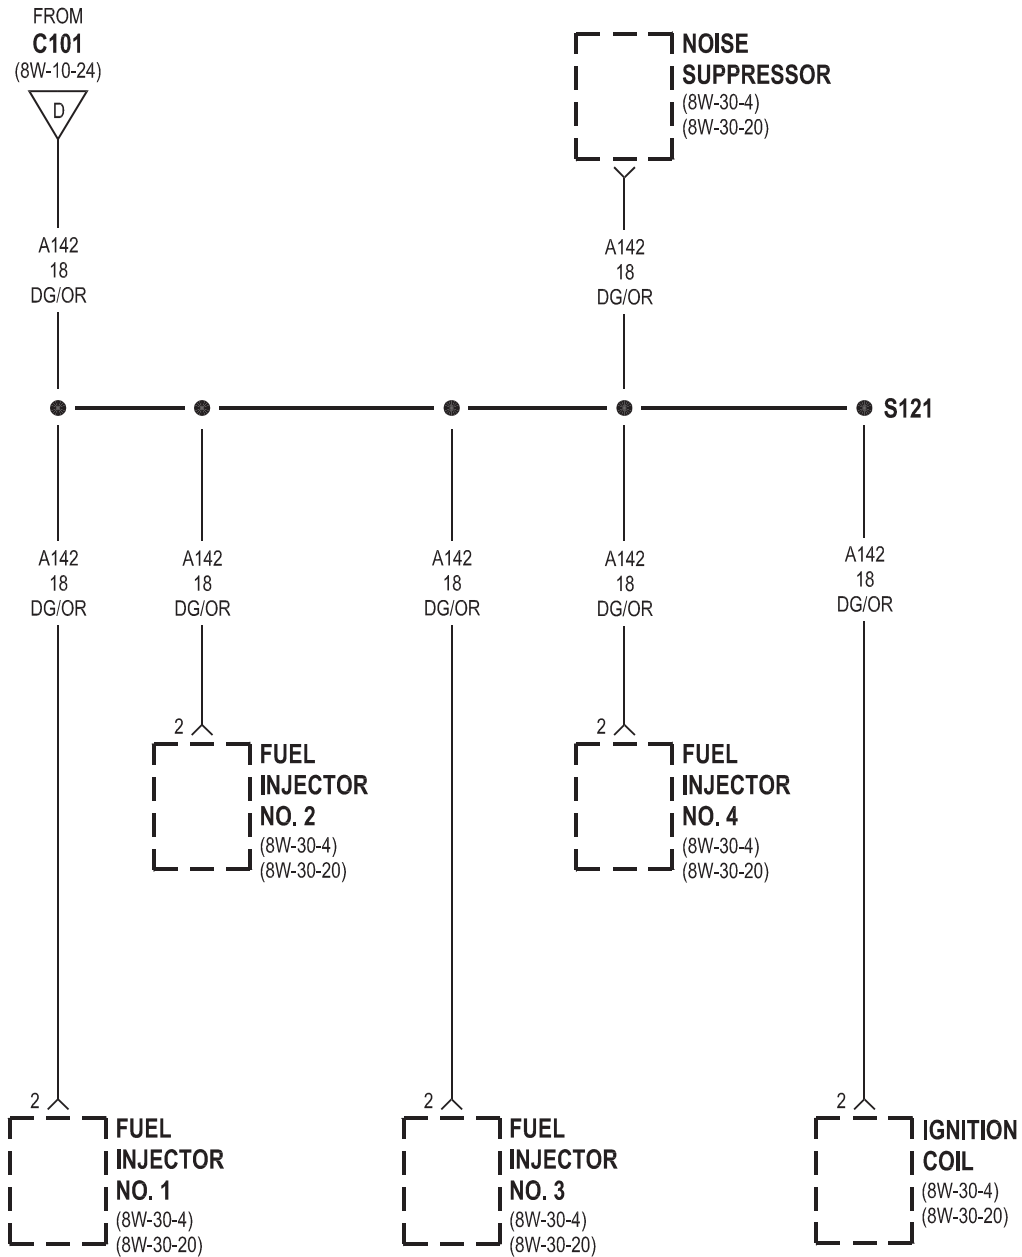 FROM
C101
(8W-10-24)
D
NOISE
SUPPRESSOR
(8W-30-4)
(8W-30-20)
A142
18
DG/OR
A142
18
DG/OR
S121
A142
18
DG/OR
A142
18
DG/OR
A142
18
DG/OR
A142
18
DG/OR
A142
18
DG/OR
2
FUEL
INJECTOR
NO. 2
(8W-30-4)
(8W-30-20)
2
FUEL
INJECTOR
NO. 4
(8W-30-4)
(8W-30-20)
2
FUEL
INJECTOR
NO. 1
(8W-30-4)
(8W-30-20)
2
FUEL
INJECTOR
NO. 3
(8W-30-4)
(8W-30-20)
2
IGNITION
COIL
(8W-30-4)
(8W-30-20)